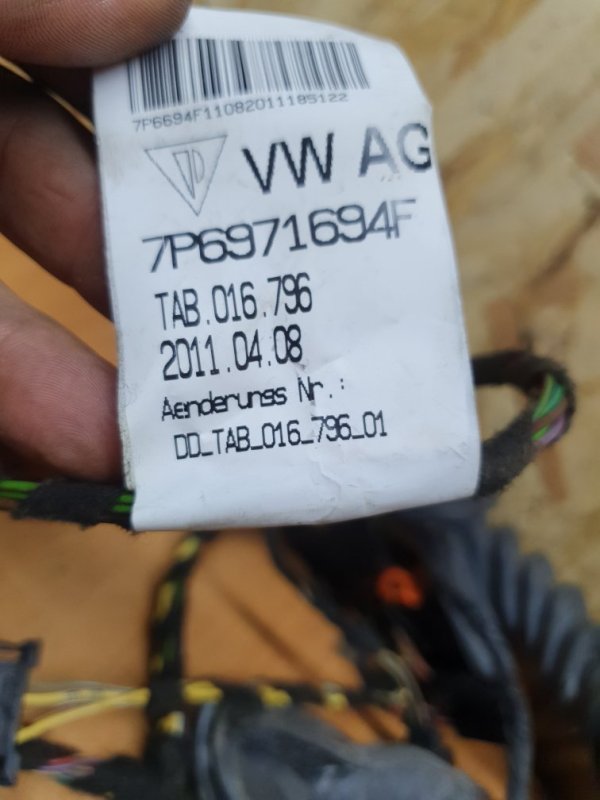 7P6694F11082011185122
VW AG
7P6971694F
TAB.016.796
2011.04.08
Aenderungs Nr.:
DD_TAB_016_796_01